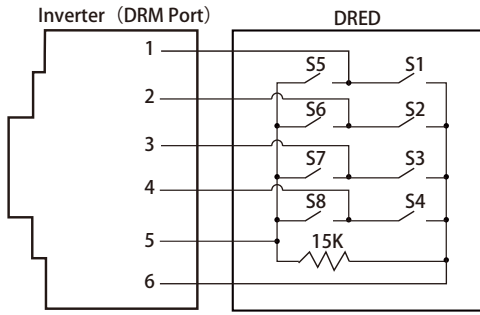 Inverter（DRM Port） DRED
1
S5 S1
2
S6 S2
3
S7 S3
4
S8 S4
5
15K
6